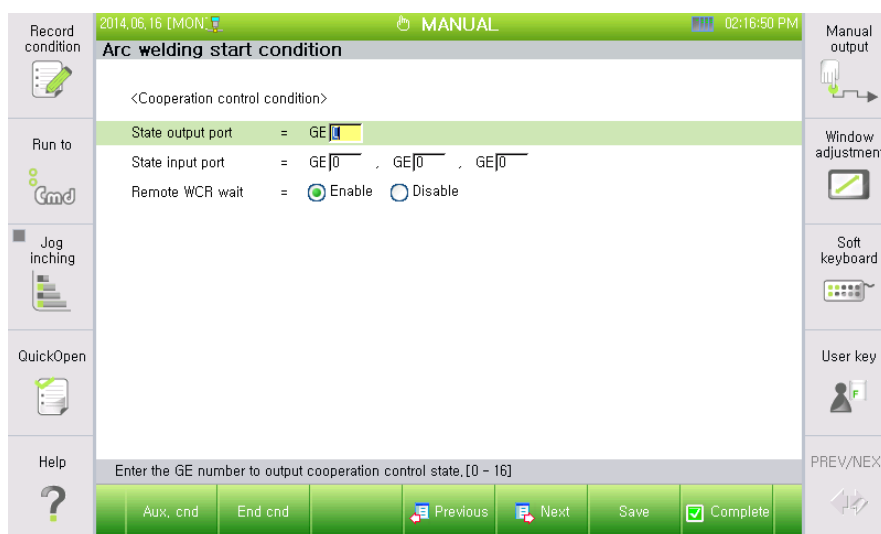 Record condition
2014,06,16 [MON]
MANUAL
02:16:50 PM
Manual output
Arc welding start condition
<Cooperation control condition>
State output port = GE
State input port = GE 0 , GE 0 , GE 0
Remote WCR wait = Enable Disable
Run to
Cmd
Jog inching
QuickOpen
Help
?
Window adjustmen
Soft keyboard
User key
F
PREV/NEX
Enter the GE number to output cooperation control state,[0 - 16]
Aux, cnd
End cnd
Previous
Next
Save
Complete